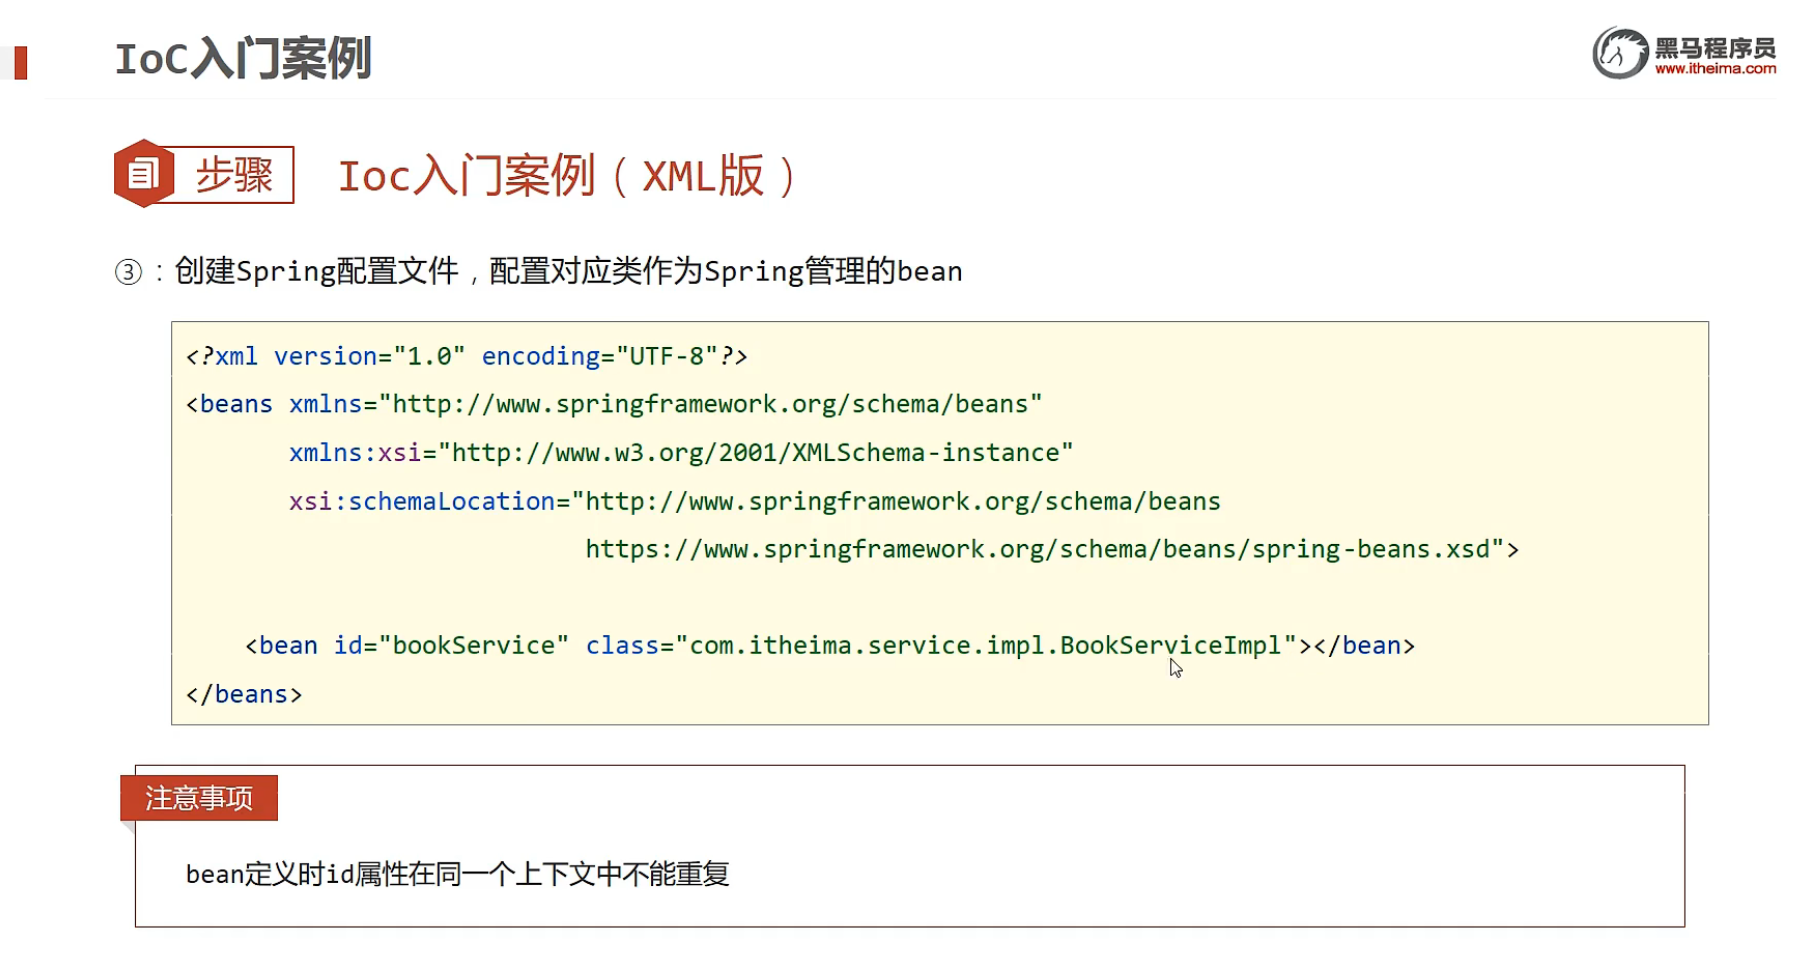 IoC入门案例
黑马程序员
www.itheima.com
步骤
Ioc入门案例（XML版）
③：创建Spring配置文件，配置对应类作为Spring管理的bean
<?xml version="1.0" encoding="UTF-8"?>
<beans xmlns="http://www.springframework.org/schema/beans"
xmlns:xsi="http://www.w3.org/2001/XMLSchema-instance"
xsi:schemaLocation="http://www.springframework.org/schema/beans
https://www.springframework.org/schema/beans/spring-beans.xsd">
<bean id="bookService" class="com.itheima.service.impl.BookServiceImpl"></bean>
</beans>
注意事项
bean定义时id属性在同一个上下文中不能重复